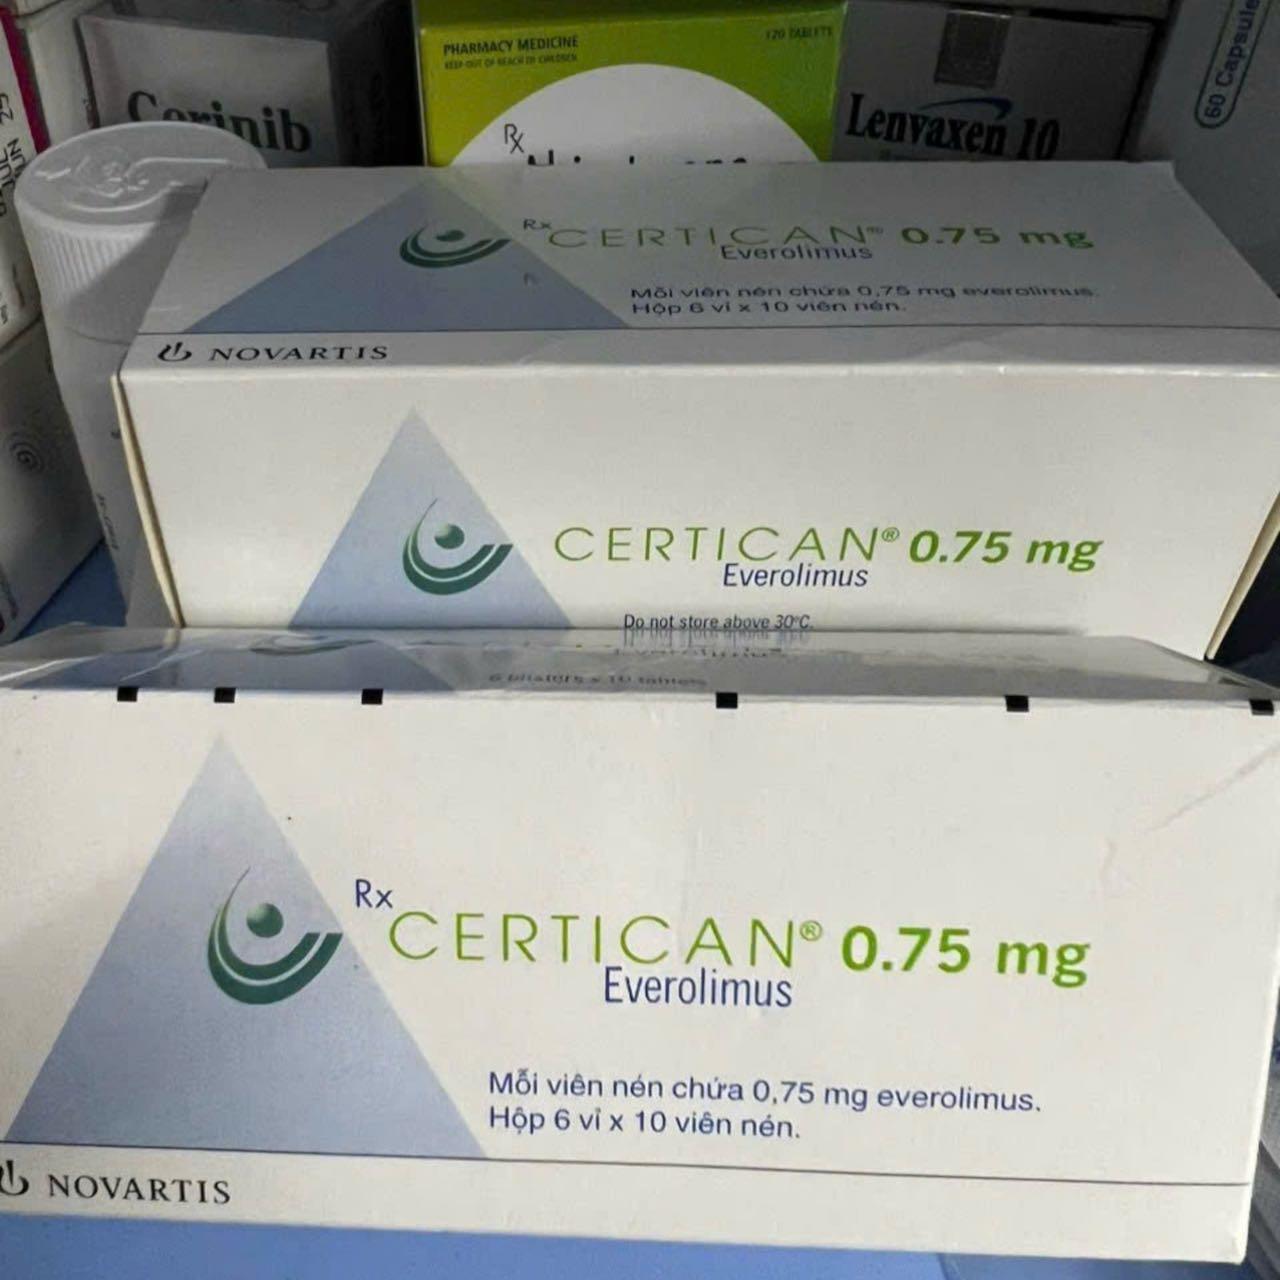 Cerinib
PHARMACY MEDICINE
KEEP OUT OF REACH OF CHILDREN
120 TABLETS
Rx
Lenvaxen 10
60 Capsule
Rx CERTICAN® 0.75 mg
Everolimus
Mỗi viên nén chứa 0,75 mg everolimus.
Hộp 6 vỉ x 10 viên nén.
NOVARTIS
CERTICAN® 0.75 mg
Everolimus
Do not store above 30°C.
6 blisters x 10 tablets
Rx
CERTICAN® 0.75 mg
Everolimus
Mỗi viên nén chứa 0,75 mg everolimus.
Hộp 6 vỉ x 10 viên nén.
NOVARTIS